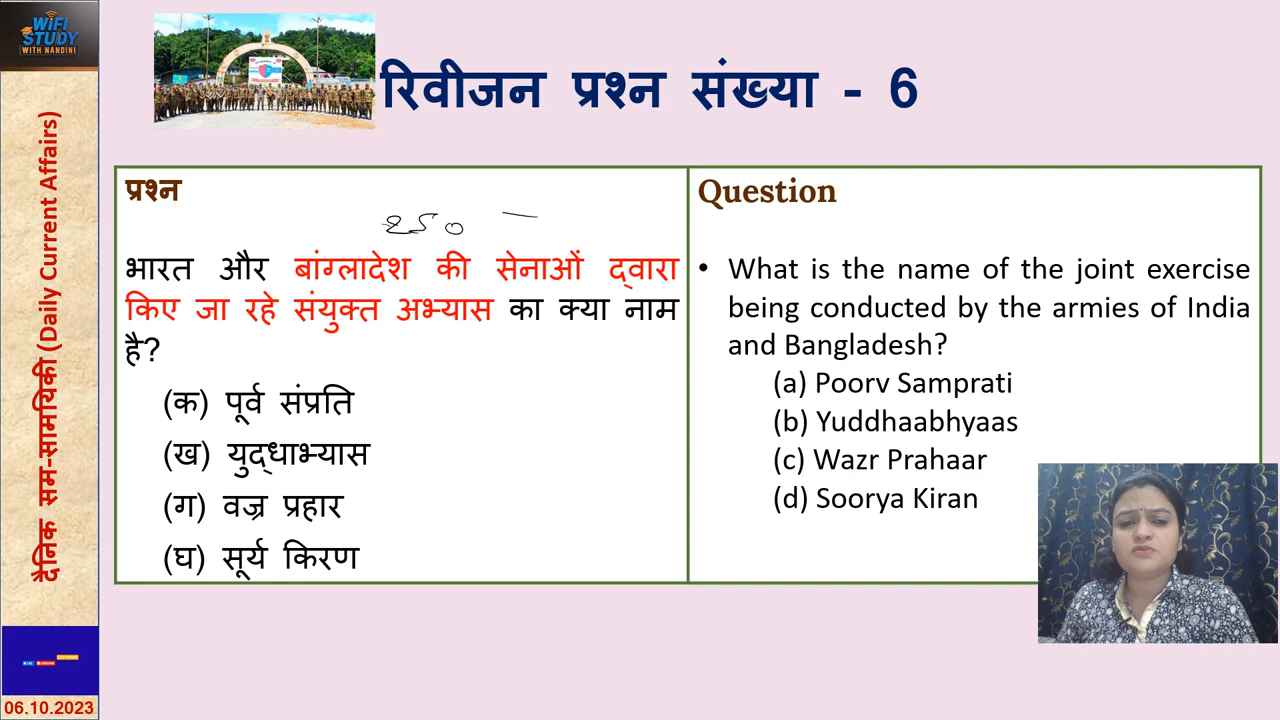 WiFi
STUDY
WITH NANDINI
दैनिक सम-सामयिकी (Daily Current Affairs)
06.10.2023
रिवीजन प्रश्न संख्या - 6
प्रश्न
250 —
भारत और बांग्लादेश की सेनाओं द्वारा
किए जा रहे संयुक्त अभ्यास का क्या नाम
है?
(क) पूर्व संप्रति
(ख) युद्धाभ्यास
(ग) वज्र प्रहार
(घ) सूर्य किरण
Question
• What is the name of the joint exercise
being conducted by the armies of India
and Bangladesh?
(a) Poorv Samprati
(b) Yuddhaabhyaas
(c) Wazr Prahaar
(d) Soorya Kiran